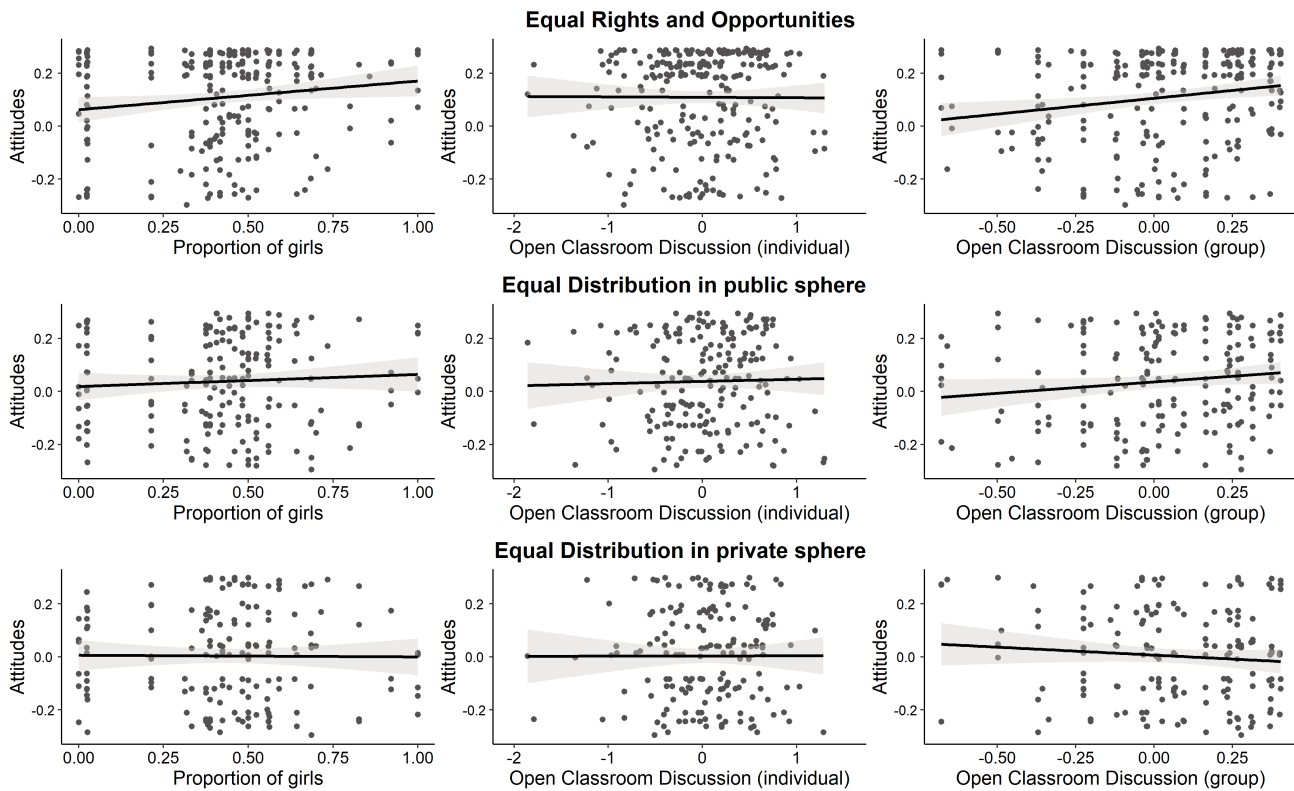 Equal Rights and Opportunities
Attitudes
0.2
0.0
-0.2
0.00 0.25 0.50 0.75 1.00
Proportion of girls
Attitudes
0.2
0.0
-0.2
-2 -1 0 1
Open Classroom Discussion (individual)
Attitudes
0.2
0.0
-0.2
-0.50 -0.25 0.00 0.25
Open Classroom Discussion (group)
Equal Distribution in public sphere
Attitudes
0.2
0.0
-0.2
0.00 0.25 0.50 0.75 1.00
Proportion of girls
Attitudes
0.2
0.0
-0.2
-2 -1 0 1
Open Classroom Discussion (individual)
Attitudes
0.2
0.0
-0.2
-0.50 -0.25 0.00 0.25
Open Classroom Discussion (group)
Equal Distribution in private sphere
Attitudes
0.2
0.0
-0.2
0.00 0.25 0.50 0.75 1.00
Proportion of girls
Attitudes
0.2
0.0
-0.2
-2 -1 0 1
Open Classroom Discussion (individual)
Attitudes
0.2
0.0
-0.2
-0.50 -0.25 0.00 0.25
Open Classroom Discussion (group)